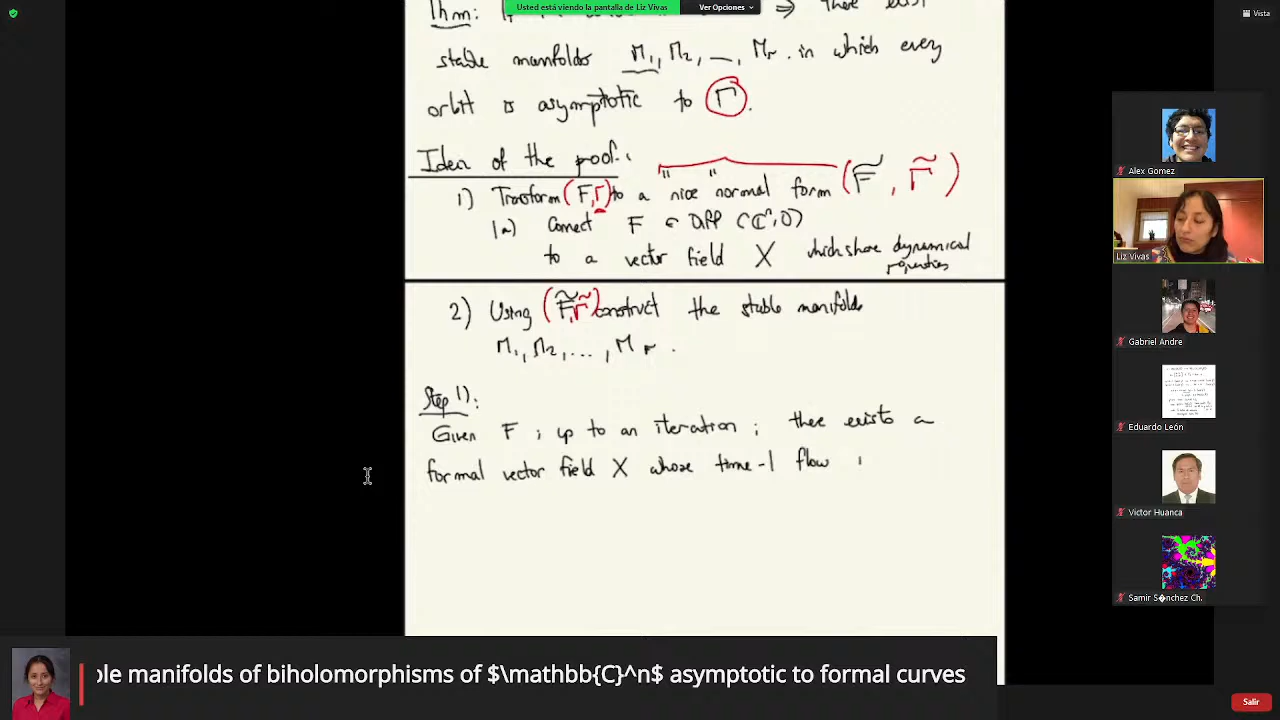 Usted está viendo la pantalla de Liz Vivas
Ver Opciones
Vista
Thm: ⇒ there exist
stable manifolds M₁, M₂, ..., Mr. in which every
orbit is asymptotic to Γ.
Idea of the proof:
1) Transform (F, Γ) to a "nice" normal form (F̃, Γ̃)
1a) Connect F ∈ Diff (ℂⁿ, 0)
to a vector field X which share dynamical
properties
2) Using (F̃, Γ̃) construct the stable manifolds
M₁, M₂, ..., Mr.
Step 1):
Given F ; up to an iteration ; there exists a
formal vector field X whose time-1 flow
Alex Gomez
Liz Vivas
Gabriel Andre
Eduardo León
Victor Huanca
Samir S�nchez Ch.
ble manifolds of biholomorphisms of $\mathbb{C}^n$ asymptotic to formal curves
Salir